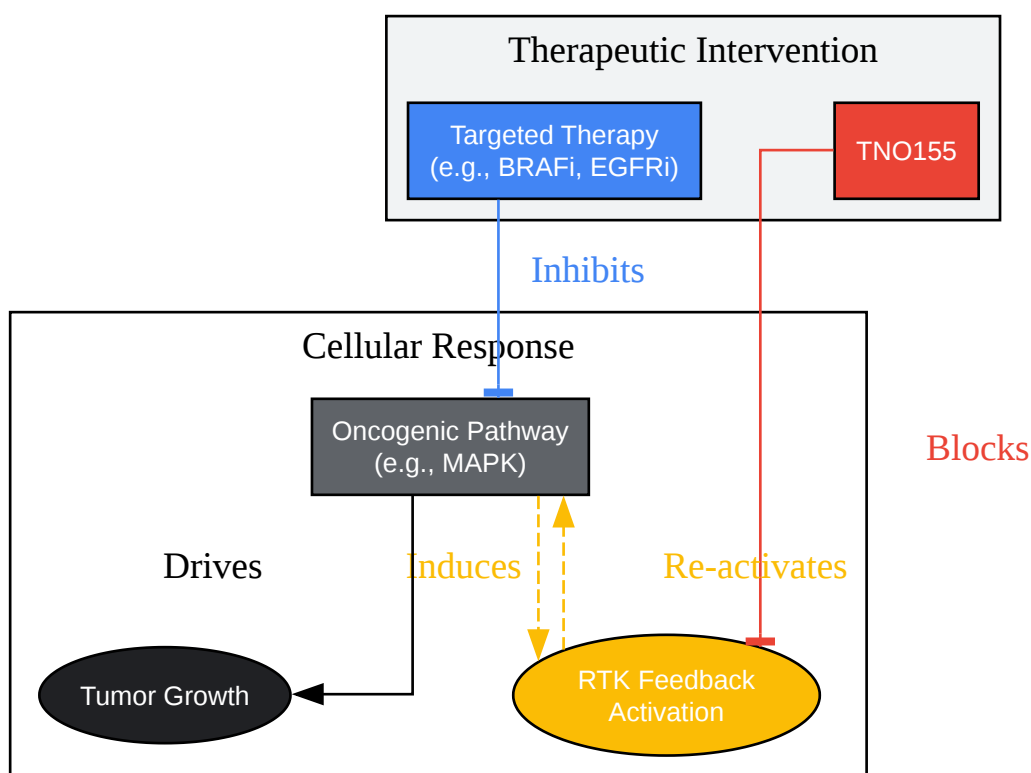 Therapeutic Intervention
Targeted Therapy
(e.g., BRAFi, EGFRi)
TNO155
Inhibits
Cellular Response
Oncogenic Pathway
(e.g., MAPK)
Blocks
Drives
Induces
Re-activates
Tumor Growth
RTK Feedback
Activation